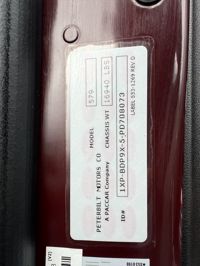 PETERBILT MOTORS CO
A PACCAR Company
MODEL 579
CHASSIS WT 16940 LBS
ID# 1XP-BDP9X-5-PD708073
LABEL S93-1269 REV D